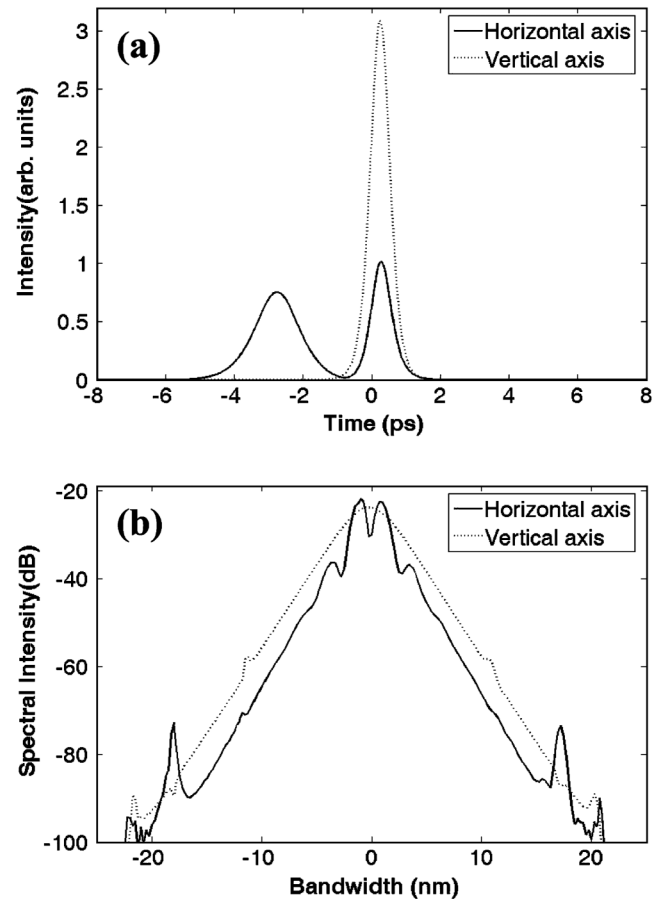 (a)
Horizontal axis
Vertical axis
Intensity(arb. units)
3
2.5
2
1.5
1
0.5
0
-8 -6 -4 -2 0 2 4 6 8
Time (ps)
(b)
Horizontal axis
Vertical axis
Spectral Intensity(dB)
-20
-40
-60
-80
-100
-20 -10 0 10 20
Bandwidth (nm)